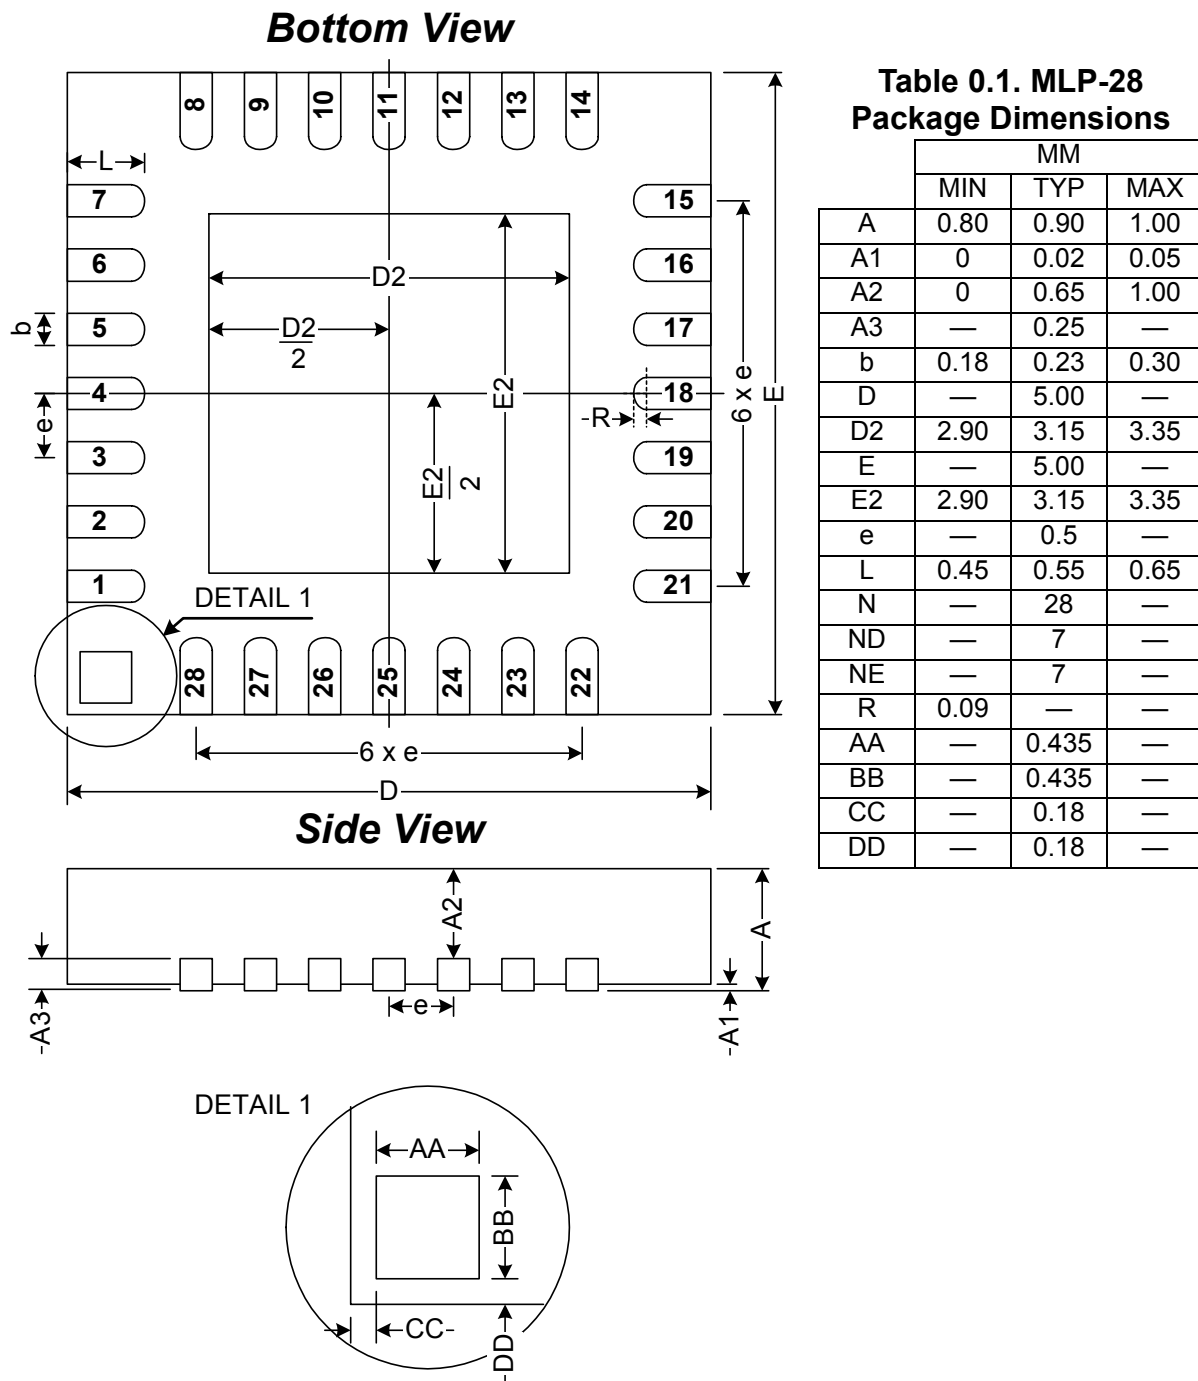 Bottom View
8 9 10 11 12 13 14
L
7
6
5
4
3
2
1
b
e
15
16
17
18
19
20
21
D2
D2
2
E2
E2
2
R
6 x e
E
DETAIL 1
28 27 26 25 24 23 22
6 x e
D
Side View
A2
A
A3
e
A1
DETAIL 1
AA
BB
CC
DD
Table 0.1. MLP-28
Package Dimensions
MM
MIN TYP MAX
A 0.80 0.90 1.00
A1 0 0.02 0.05
A2 0 0.65 1.00
A3 — 0.25 —
b 0.18 0.23 0.30
D — 5.00 —
D2 2.90 3.15 3.35
E — 5.00 —
E2 2.90 3.15 3.35
e — 0.5 —
L 0.45 0.55 0.65
N — 28 —
ND — 7 —
NE — 7 —
R 0.09 — —
AA — 0.435 —
BB — 0.435 —
CC — 0.18 —
DD — 0.18 —